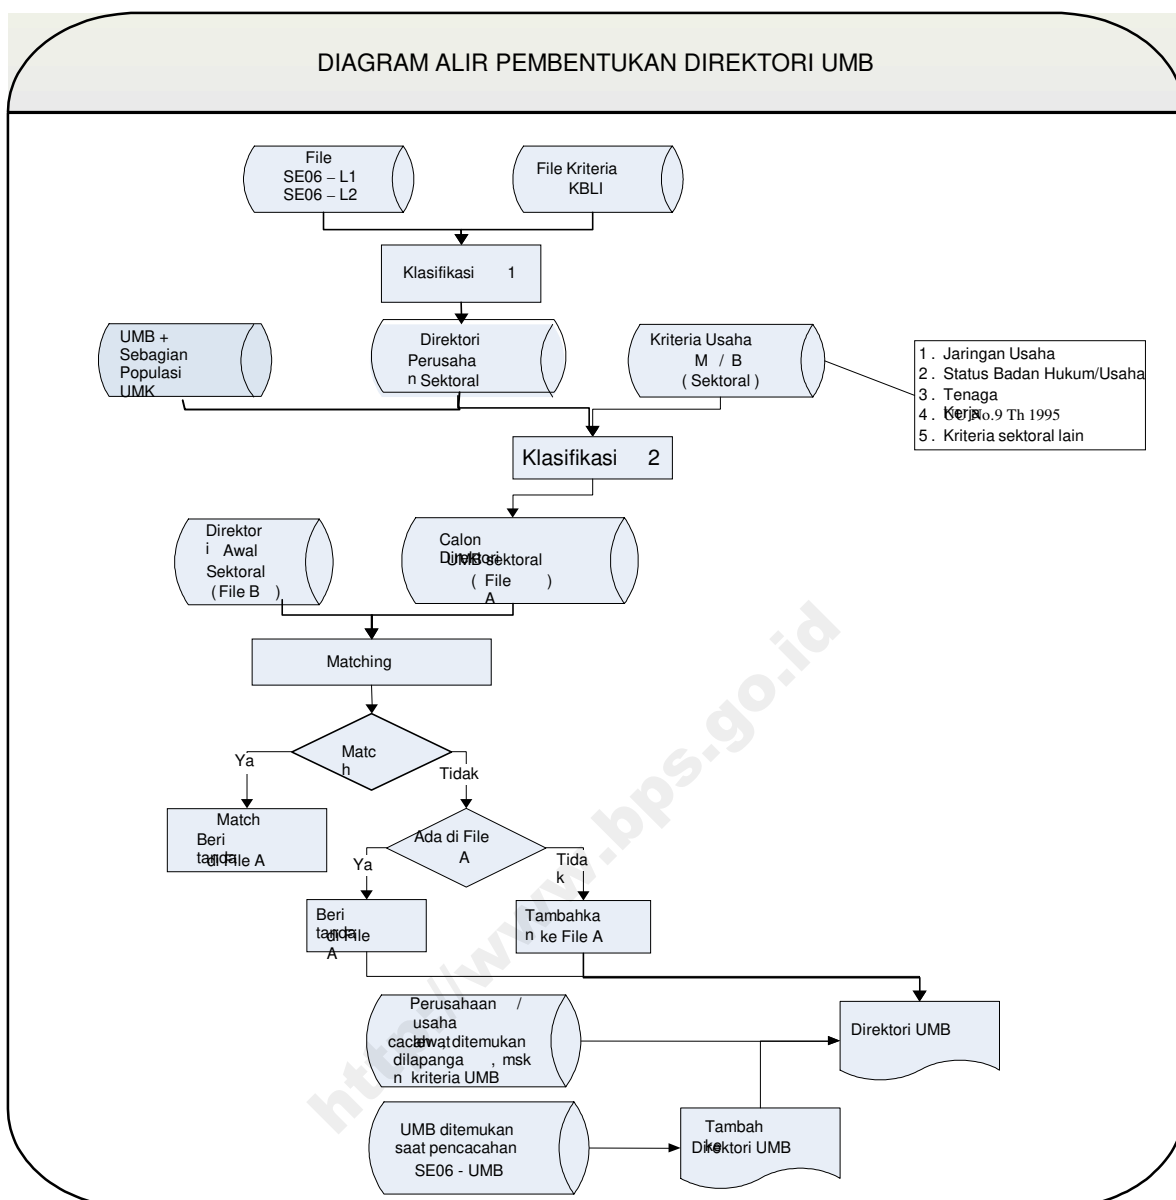 DIAGRAM ALIR PEMBENTUKAN DIREKTORI UMB
File
SE06 – L1
SE06 – L2
File Kriteria
KBLI
Klasifikasi 1
UMB +
Sebagian
Populasi
UMK
Direktori
Perusaha
n Sektoral
Kriteria Usaha
M / B
( Sektoral )
1 . Jaringan Usaha
2 . Status Badan Hukum/Usaha
3 . Tenaga
Kerja
4 . UU No.9 Th 1995
5 . Kriteria sektoral lain
Klasifikasi 2
Direktor
i Awal
Sektoral
( File B )
Calon
Direktori
UMB sektoral
( File )
A
Matching
Matc
h
Ya
Tidak
Match
Beri
tanda
di File A
Ada di File
A
Ya
Tida
k
Beri
tanda
di File
A
Tambahka
n ke File A
Perusahaan /
usaha
cacah , ditemukan
dilapanga , msk
n kriteria UMB
Direktori UMB
UMB ditemukan
saat pencacahan
SE06 - UMB
Tambah
ke
Direktori UMB
http://www.bps.go.id